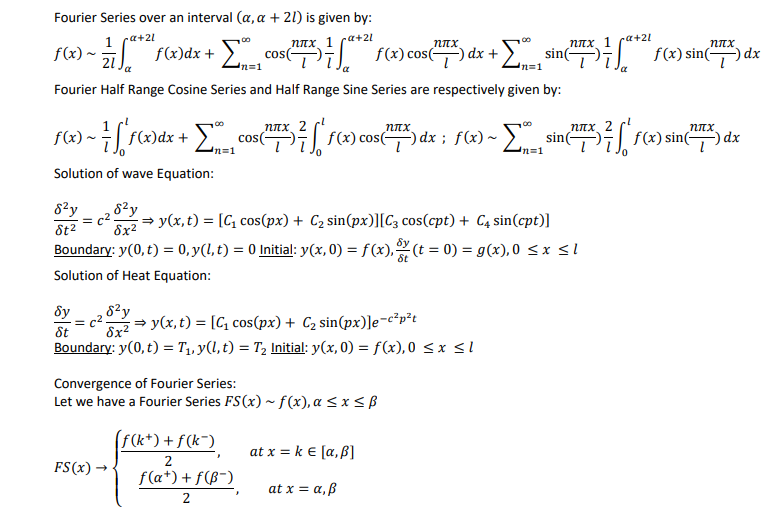 Fourier Series over an interval (α, α + 2l) is given by:
f(x) ~ 1/2l ∫_α^{α+2l} f(x)dx + ∑_{n=1}^∞ cos(nπx/l) 1/l ∫_α^{α+2l} f(x) cos(nπx/l) dx + ∑_{n=1}^∞ sin(nπx/l) 1/l ∫_α^{α+2l} f(x) sin(nπx/l) dx
Fourier Half Range Cosine Series and Half Range Sine Series are respectively given by:
f(x) ~ 1/l ∫_0^l f(x)dx + ∑_{n=1}^∞ cos(nπx/l) 2/l ∫_0^l f(x) cos(nπx/l) dx ; f(x) ~ ∑_{n=1}^∞ sin(nπx/l) 2/l ∫_0^l f(x) sin(nπx/l) dx
Solution of wave Equation:
δ²y/δt² = c² δ²y/δx² ⇒ y(x, t) = [C₁ cos(px) + C₂ sin(px)][C₃ cos(cpt) + C₄ sin(cpt)]
Boundary: y(0, t) = 0, y(l, t) = 0 Initial: y(x, 0) = f(x), δy/δt (t = 0) = g(x), 0 ≤ x ≤ l
Solution of Heat Equation:
δy/δt = c² δ²y/δx² ⇒ y(x, t) = [C₁ cos(px) + C₂ sin(px)]e^{−c²p²t}
Boundary: y(0, t) = T₁, y(l, t) = T₂ Initial: y(x, 0) = f(x), 0 ≤ x ≤ l
Convergence of Fourier Series:
Let we have a Fourier Series FS(x) ~ f(x), α ≤ x ≤ β
FS(x) → { (f(k⁺) + f(k⁻))/2, at x = k ∈ [α, β]
(f(α⁺) + f(β⁻))/2, at x = α, β